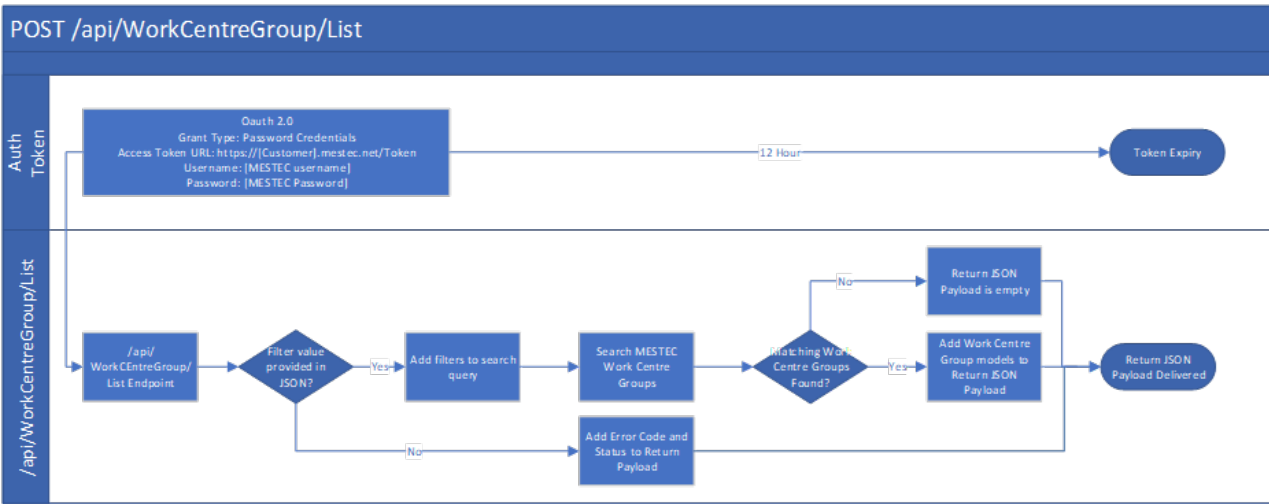 POST /api/WorkCentreGroup/List
Auth
Token
Oauth 2.0
Grant Type: Password Credentials
Access Token URL: https://[Customer].mestec.net/Token
Username: [MESTEC username]
Password: [MESTEC Password]
12 Hour
Token Expiry
/api/WorkCentreGroup/List
/api/
WorkCEntreGroup/
List Endpoint
Filter value
provided in
JSON?
Yes
Add filters to search
query
Search MESTEC
Work Centre
Groups
Matching Work
Centre Groups
Found?
No
Return JSON
Payload is empty
Yes
Add Work Centre
Group models to
Return JSON
Payload
Return JSON
Payload Delivered
No
Add Error Code and
Status to Return
Payload